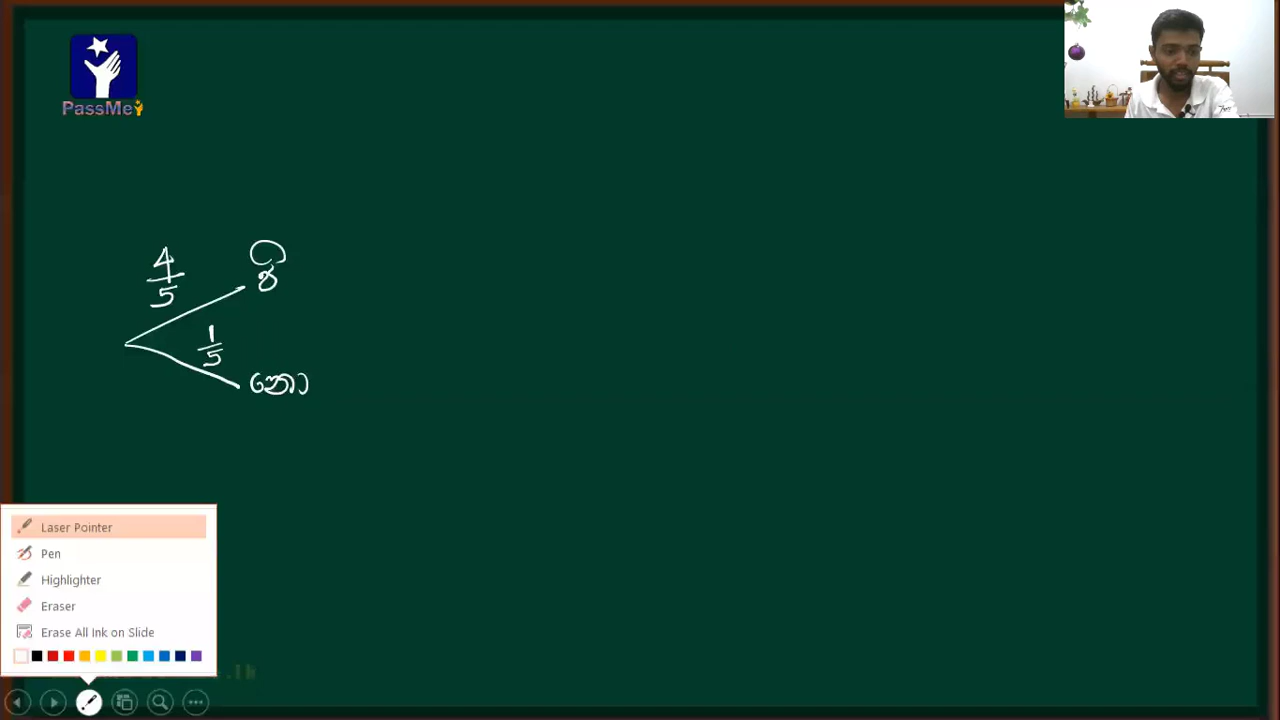 PassMe
4/5
ජි
1/5
නො
Laser Pointer
Pen
Highlighter
Eraser
Erase All Ink on Slide